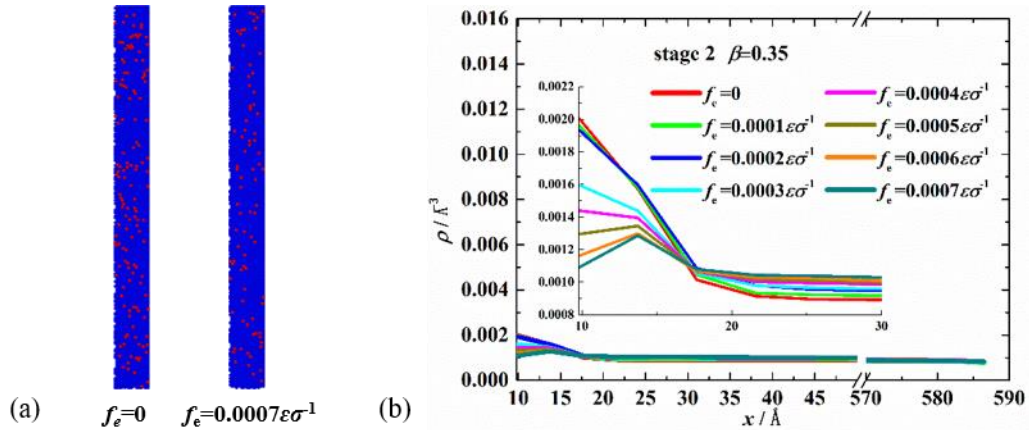 (a)
f_e=0 f_e=0.0007εσ⁻¹
(b)
stage 2 β=0.35
f_e=0 f_e=0.0004εσ⁻¹
f_e=0.0001εσ⁻¹ f_e=0.0005εσ⁻¹
f_e=0.0002εσ⁻¹ f_e=0.0006εσ⁻¹
f_e=0.0003εσ⁻¹ f_e=0.0007εσ⁻¹
ρ / Å⁻³
0.016
0.014
0.012
0.010
0.008
0.006
0.004
0.002
0.000
0.0022
0.0020
0.0018
0.0016
0.0014
0.0012
0.0010
0.0008
10 20 30
10 15 20 25 30 35 40 45 50 570 580 590
x / Å